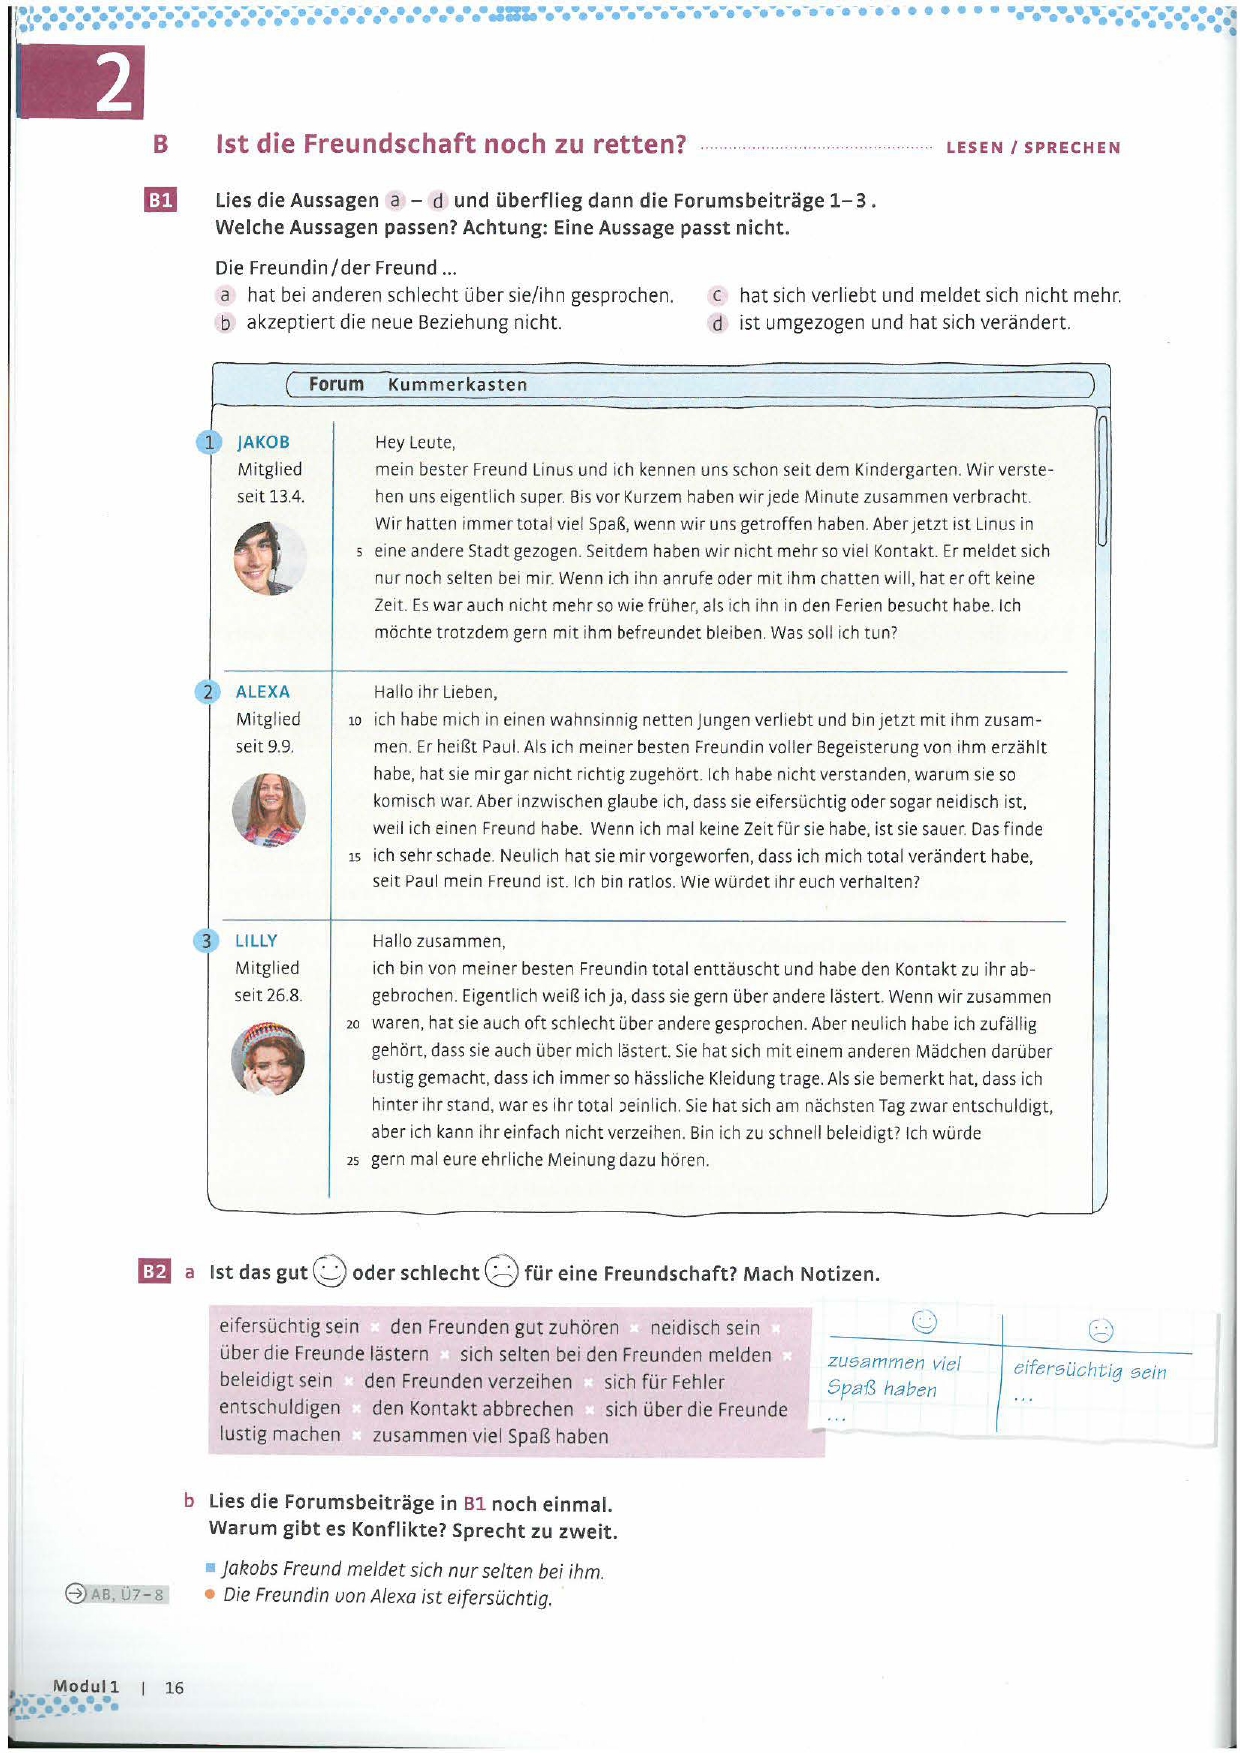 2
B Ist die Freundschaft noch zu retten? LESEN / SPRECHEN
B1 Lies die Aussagen a – d und überflieg dann die Forumsbeiträge 1–3.
Welche Aussagen passen? Achtung: Eine Aussage passt nicht.
Die Freundin/der Freund ...
a hat bei anderen schlecht über sie/ihn gesprochen.
b akzeptiert die neue Beziehung nicht.
c hat sich verliebt und meldet sich nicht mehr.
d ist umgezogen und hat sich verändert.
Forum Kummerkasten
1 JAKOB
Mitglied
seit 13.4.
Hey Leute,
mein bester Freund Linus und ich kennen uns schon seit dem Kindergarten. Wir verste-
hen uns eigentlich super. Bis vor Kurzem haben wir jede Minute zusammen verbracht.
Wir hatten immer total viel Spaß, wenn wir uns getroffen haben. Aber jetzt ist Linus in
5 eine andere Stadt gezogen. Seitdem haben wir nicht mehr so viel Kontakt. Er meldet sich
nur noch selten bei mir. Wenn ich ihn anrufe oder mit ihm chatten will, hat er oft keine
Zeit. Es war auch nicht mehr so wie früher, als ich ihn in den Ferien besucht habe. Ich
möchte trotzdem gern mit ihm befreundet bleiben. Was soll ich tun?
2 ALEXA
Mitglied
seit 9.9.
Hallo ihr Lieben,
10 ich habe mich in einen wahnsinnig netten Jungen verliebt und bin jetzt mit ihm zusam-
men. Er heißt Paul. Als ich meiner besten Freundin voller Begeisterung von ihm erzählt
habe, hat sie mir gar nicht richtig zugehört. Ich habe nicht verstanden, warum sie so
komisch war. Aber inzwischen glaube ich, dass sie eifersüchtig oder sogar neidisch ist,
weil ich einen Freund habe. Wenn ich mal keine Zeit für sie habe, ist sie sauer. Das finde
15 ich sehr schade. Neulich hat sie mir vorgeworfen, dass ich mich total verändert habe,
seit Paul mein Freund ist. Ich bin ratlos. Wie würdet ihr euch verhalten?
3 LILLY
Mitglied
seit 26.8.
Hallo zusammen,
ich bin von meiner besten Freundin total enttäuscht und habe den Kontakt zu ihr ab-
gebrochen. Eigentlich weiß ich ja, dass sie gern über andere lästert. Wenn wir zusammen
20 waren, hat sie auch oft schlecht über andere gesprochen. Aber neulich habe ich zufällig
gehört, dass sie auch über mich lästert. Sie hat sich mit einem anderen Mädchen darüber
lustig gemacht, dass ich immer so hässliche Kleidung trage. Als sie bemerkt hat, dass ich
hinter ihr stand, war es ihr total peinlich. Sie hat sich am nächsten Tag zwar entschuldigt,
aber ich kann ihr einfach nicht verzeihen. Bin ich zu schnell beleidigt? Ich würde
25 gern mal eure ehrliche Meinung dazu hören.
B2 a Ist das gut oder schlecht für eine Freundschaft? Mach Notizen.
eifersüchtig sein × den Freunden gut zuhören × neidisch sein ×
über die Freunde lästern × sich selten bei den Freunden melden ×
beleidigt sein × den Freunden verzeihen × sich für Fehler
entschuldigen × den Kontakt abbrechen × sich über die Freunde
lustig machen × zusammen viel Spaß haben
zusammen viel
Spaß haben
...
eifersüchtig sein
...
b Lies die Forumsbeiträge in B1 noch einmal.
Warum gibt es Konflikte? Sprecht zu zweit.
Jakobs Freund meldet sich nur selten bei ihm.
Die Freundin von Alexa ist eifersüchtig.
AB, Ü7–8
Modul 1 | 16